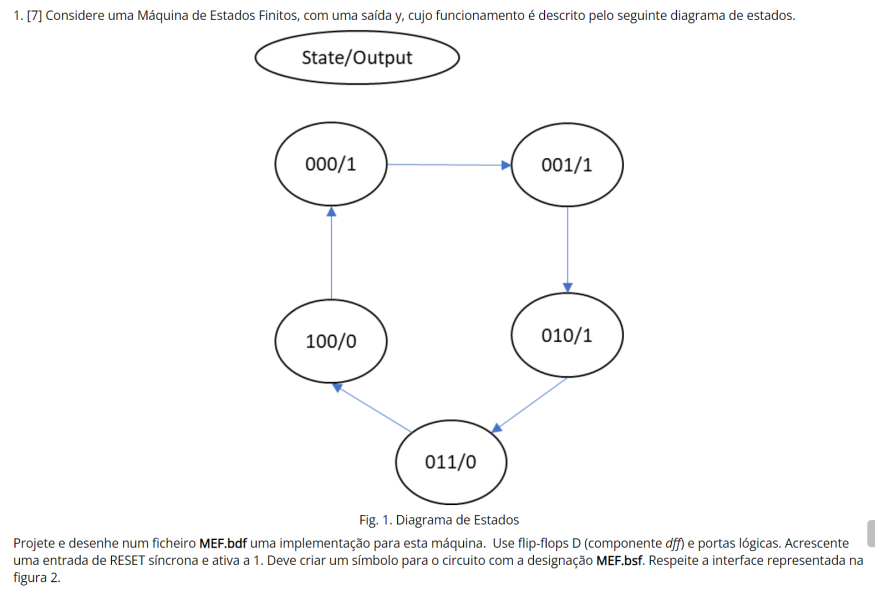 1. [7] Considere uma Máquina de Estados Finitos, com uma saída y, cujo funcionamento é descrito pelo seguinte diagrama de estados.
State/Output
000/1
001/1
100/0
010/1
011/0
Fig. 1. Diagrama de Estados
Projete e desenhe num ficheiro MEF.bdf uma implementação para esta máquina. Use flip-flops D (componente dff) e portas lógicas. Acrescente
uma entrada de RESET síncrona e ativa a 1. Deve criar um símbolo para o circuito com a designação MEF.bsf. Respeite a interface representada na
figura 2.